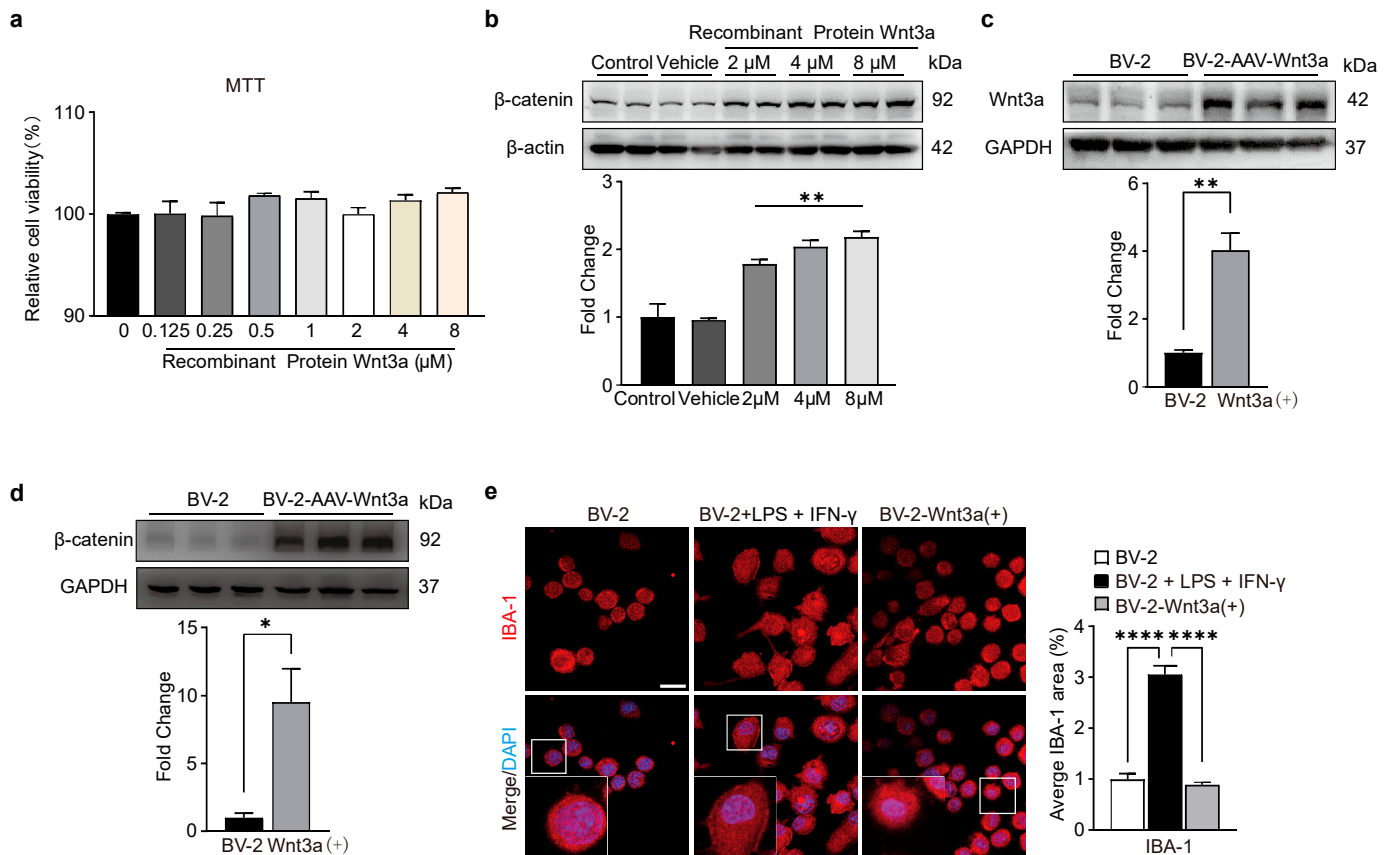 a
MTT
Relative cell viability(%)
110
100
90
0 0.125 0.25 0.5 1 2 4 8
Recombinant Protein Wnt3a (μM)
b
Recombinant Protein Wnt3a
Control Vehicle 2 μM 4 μM 8 μM kDa
β-catenin 92
β-actin 42
Fold Change
3
2
1
0
**
Control Vehicle 2μM 4μM 8μM
c
BV-2 BV-2-AAV-Wnt3a kDa
Wnt3a 42
GAPDH 37
Fold Change
6
4
2
0
**
BV-2 Wnt3a (+)
d
BV-2 BV-2-AAV-Wnt3a kDa
β-catenin 92
GAPDH 37
Fold Change
15
10
5
0
*
BV-2 Wnt3a (+)
e
BV-2 BV-2+LPS + IFN-γ BV-2-Wnt3a(+)
IBA-1
Merge/DAPI
BV-2
BV-2 + LPS + IFN-γ
BV-2-Wnt3a(+)
Averge IBA-1 area (%)
4
3
2
1
0
**** ****
IBA-1